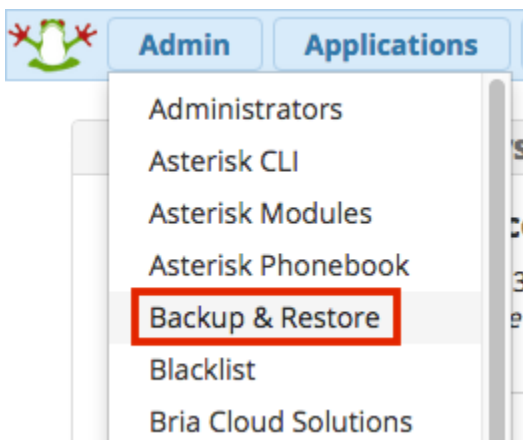 Admin
Applications
Administrators
Asterisk CLI
Asterisk Modules
Asterisk Phonebook
Backup & Restore
Blacklist
Bria Cloud Solutions